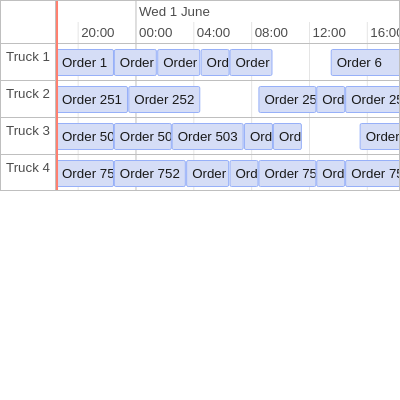 Wed 1 June
20:00 00:00 04:00 08:00 12:00 16:00
Truck 1 Order 1 Order Order Ord Order Order 6
Truck 2 Order 251 Order 252 Order 25 Ord Order 25
Truck 3 Order 50 Order 50 Order 503 Ord Ord Order
Truck 4 Order 75 Order 752 Order Ord Order 75 Ord Order 75